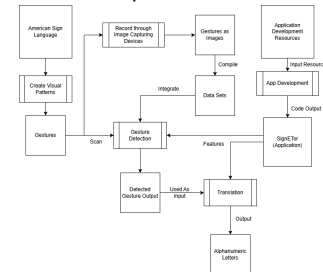 American Sign
Language
Record through
Image Capturing
Devices
Gestures as
Images
Application
Development
Resources
Compile
Input Resourc
Create Visual
Patterns
Integrate
Data Sets
App Development
Code Output
Gestures
Scan
Gesture
Detection
Features
SignETar
(Application)
Detected
Gesture Output
Used As
Input
Translation
Output
Alphanumeric
Letters